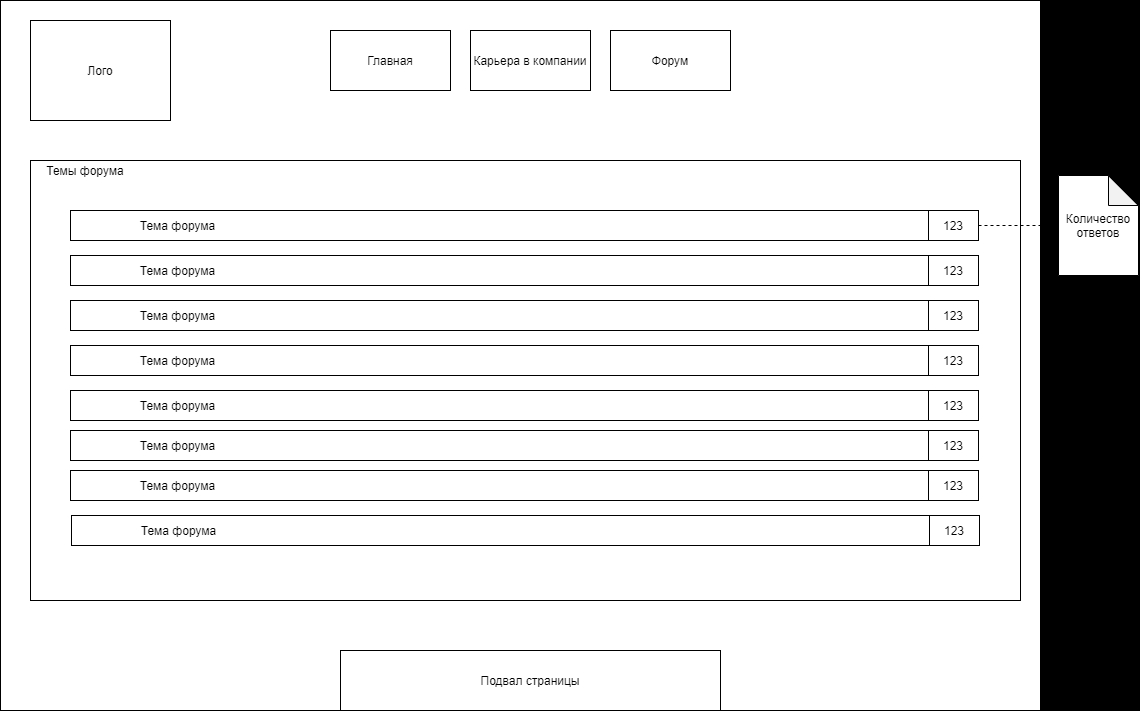 Лого
Главная
Карьера в компании
Форум
Темы форума
Тема форума 123
Количество
ответов
Тема форума 123
Тема форума 123
Тема форума 123
Тема форума 123
Тема форума 123
Тема форума 123
Тема форума 123
Подвал страницы